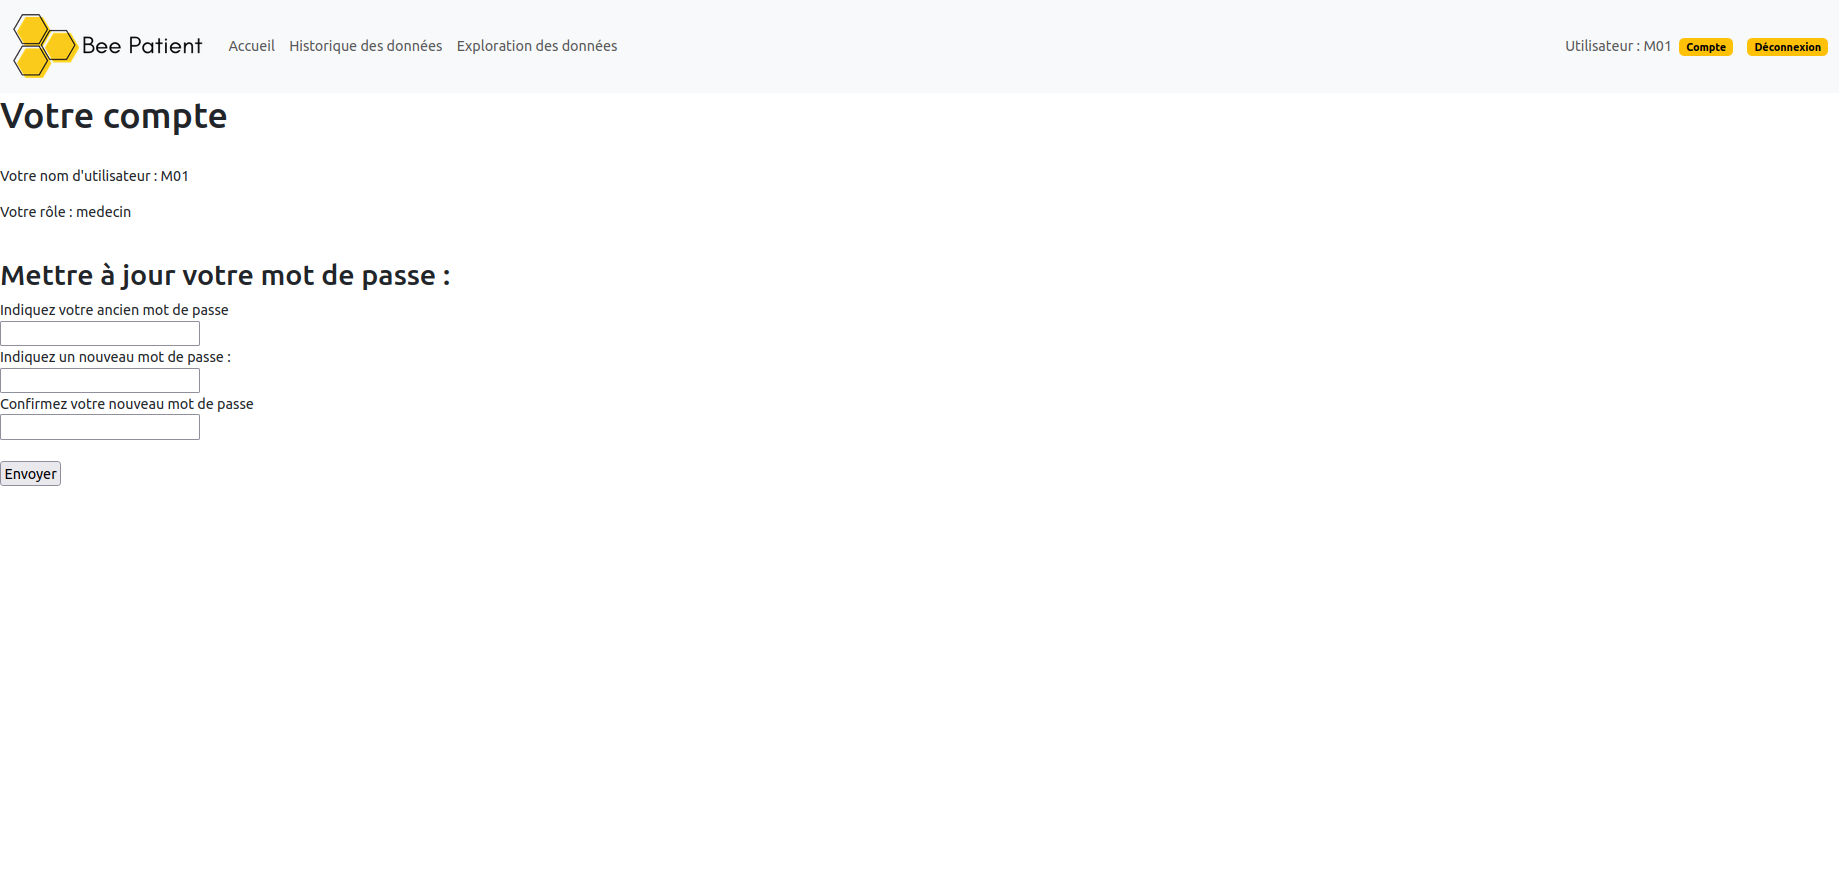 Bee Patient Accueil Historique des données Exploration des données Utilisateur : M01 Compte Déconnexion
Votre compte
Votre nom d'utilisateur : M01
Votre rôle : medecin
Mettre à jour votre mot de passe :
Indiquez votre ancien mot de passe
Indiquez un nouveau mot de passe :
Confirmez votre nouveau mot de passe
Envoyer